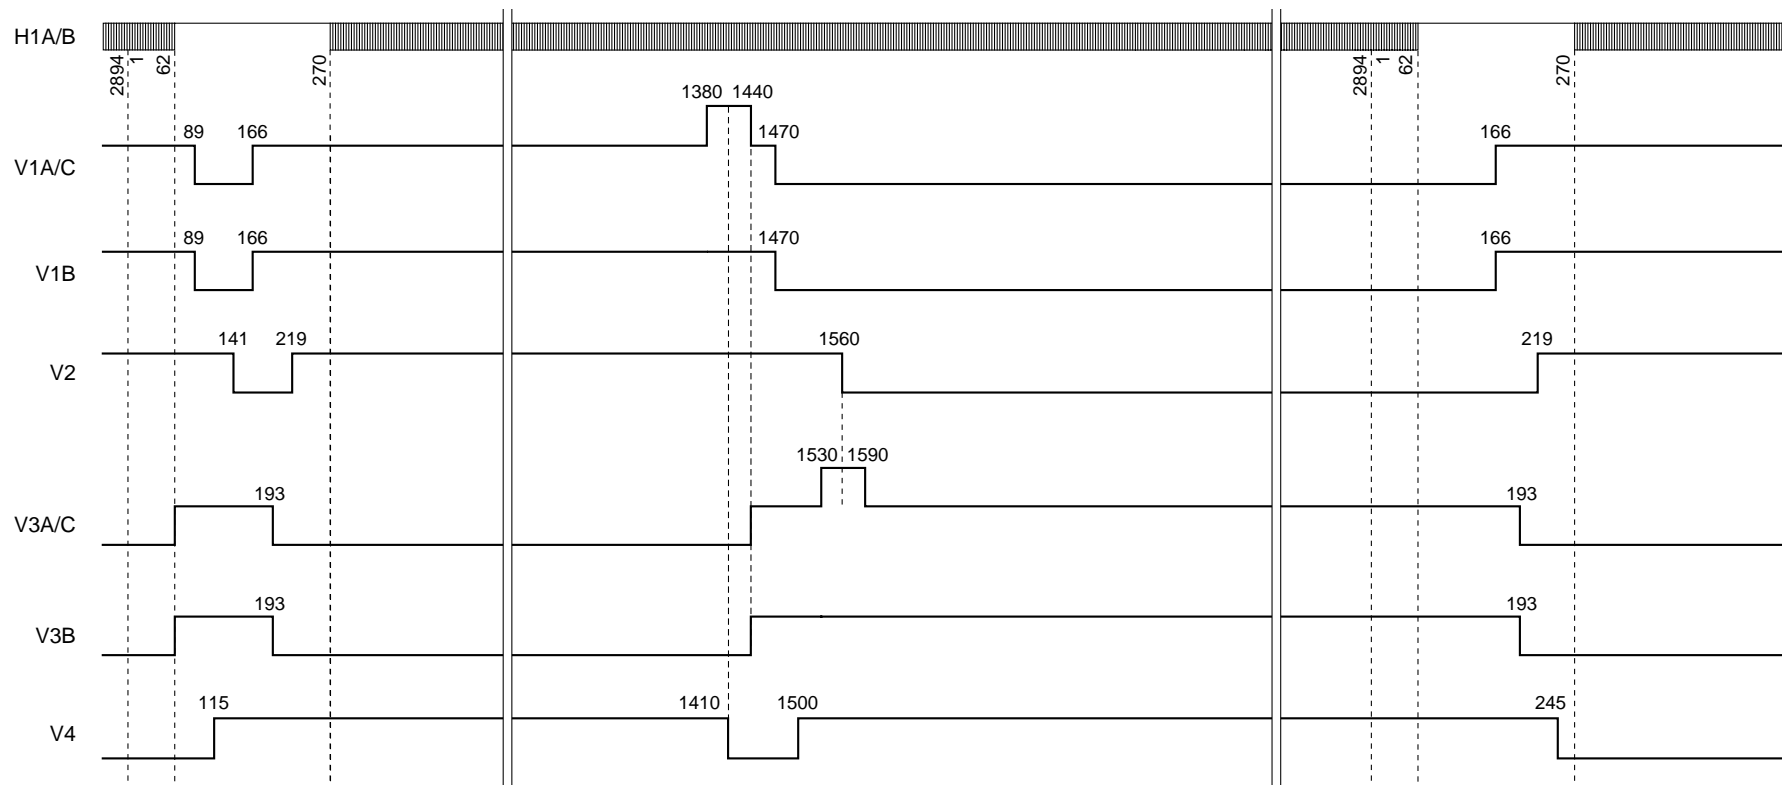 H1A/B
2894 1 62 270 2894 1 62 270
1380 1440
89 166 1470 166
V1A/C
89 166 1470 166
V1B
141 219 1560 219
V2
1530 1590
193 193
V3A/C
193 193
V3B
115 1410 1500 245
V4